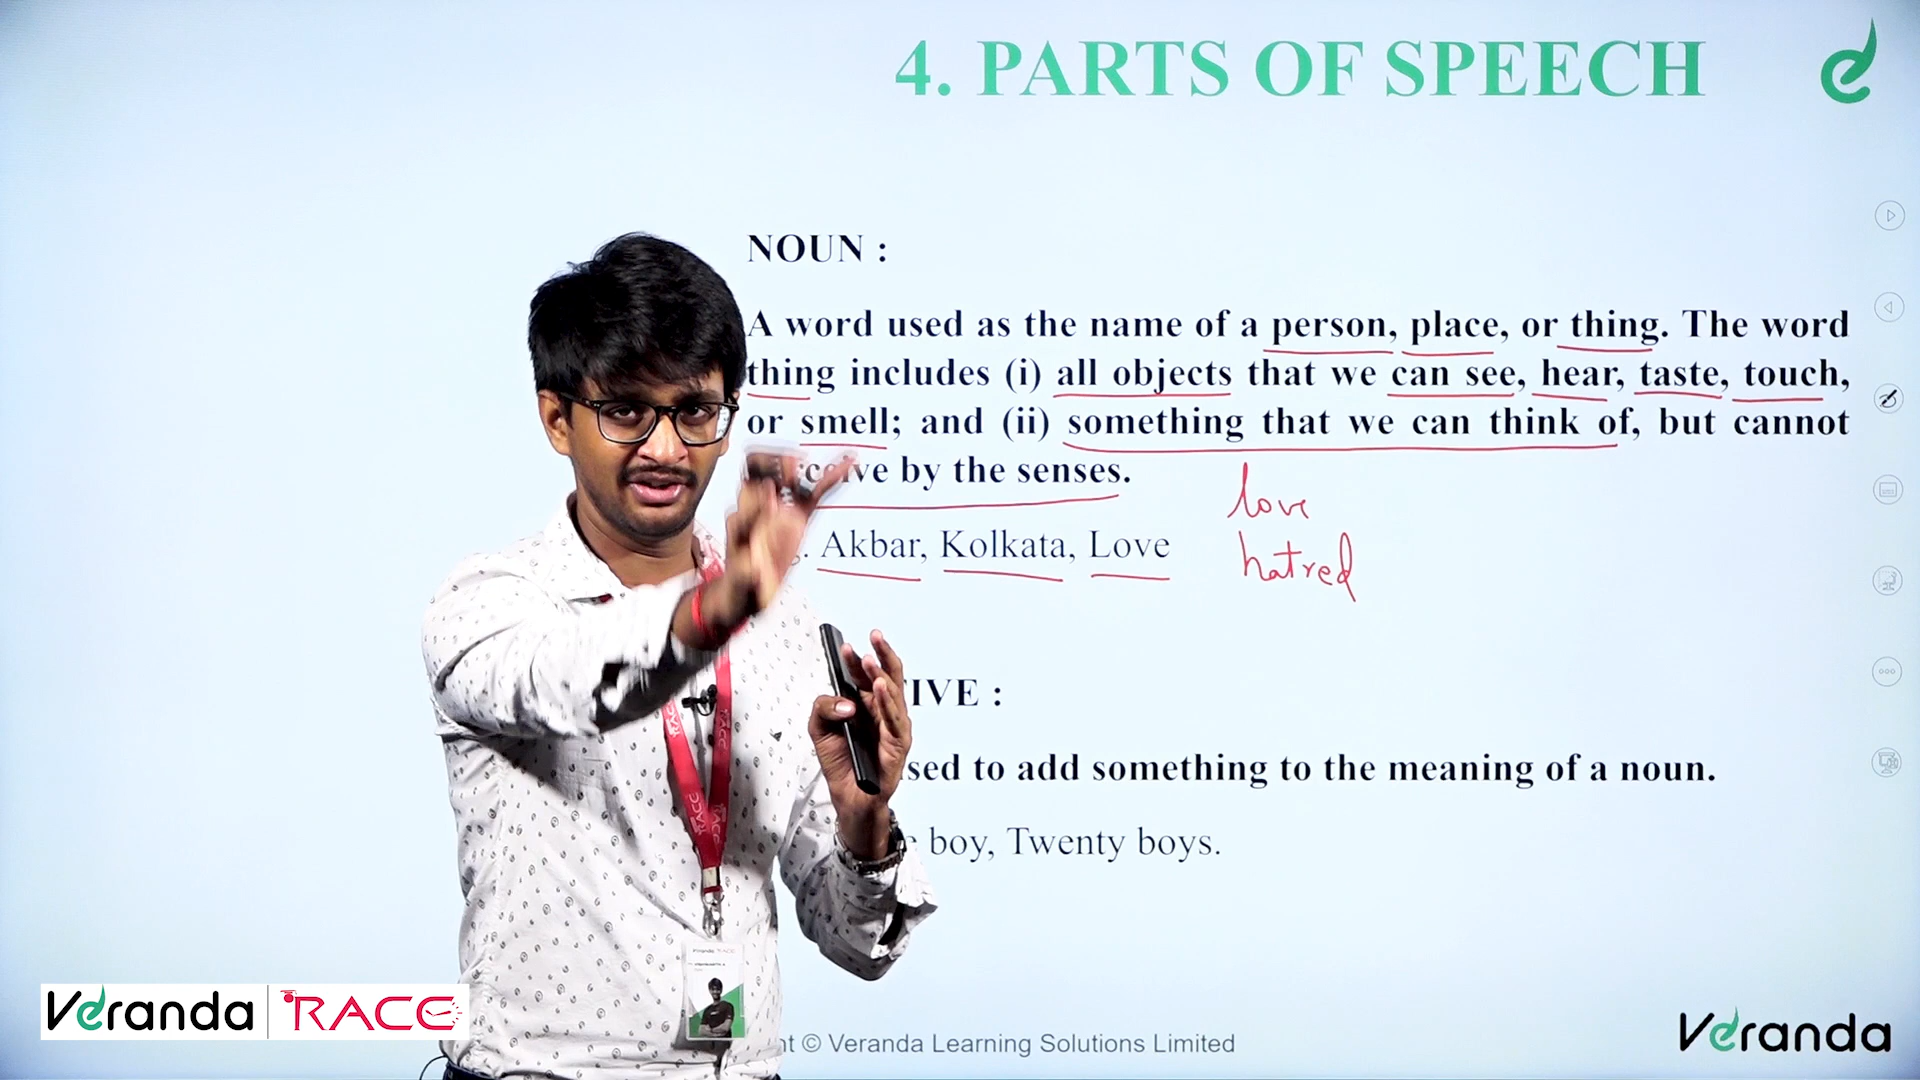 4. PARTS OF SPEECH
NOUN :
A word used as the name of a person, place, or thing. The word
thing includes (i) all objects that we can see, hear, taste, touch,
or smell; and (ii) something that we can think of, but cannot
by the senses.
love
Akbar, Kolkata, Love
hatred
IVE :
sed to add something to the meaning of a noun.
boy, Twenty boys.
RACE
RACE
Veranda RACE
© Veranda Learning Solutions Limited
Veranda